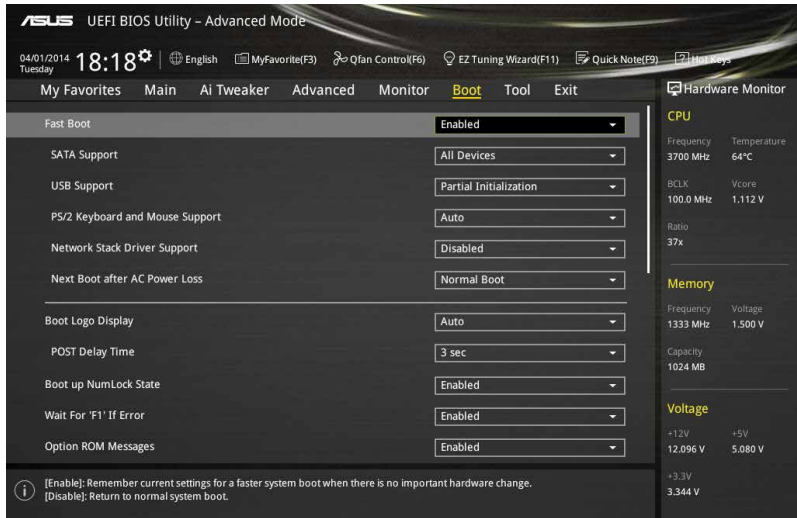 ASUS UEFI BIOS Utility – Advanced Mode
04/01/2014 Tuesday 18:18 English MyFavorite(F3) Qfan Control(F6) EZ Tuning Wizard(F11) Quick Note(F9) ? Hot Keys
My Favorites Main Ai Tweaker Advanced Monitor Boot Tool Exit
Fast Boot Enabled
SATA Support All Devices
USB Support Partial Initialization
PS/2 Keyboard and Mouse Support Auto
Network Stack Driver Support Disabled
Next Boot after AC Power Loss Normal Boot
Boot Logo Display Auto
POST Delay Time 3 sec
Boot up NumLock State Enabled
Wait For 'F1' If Error Enabled
Option ROM Messages Enabled
[Enable]: Remember current settings for a faster system boot when there is no important hardware change.
[Disable]: Return to normal system boot.
Hardware Monitor
CPU
Frequency Temperature
3700 MHz 64°C
BCLK Vcore
100.0 MHz 1.112 V
Ratio
37x
Memory
Frequency Voltage
1333 MHz 1.500 V
Capacity
1024 MB
Voltage
+12V +5V
12.096 V 5.080 V
+3.3V
3.344 V